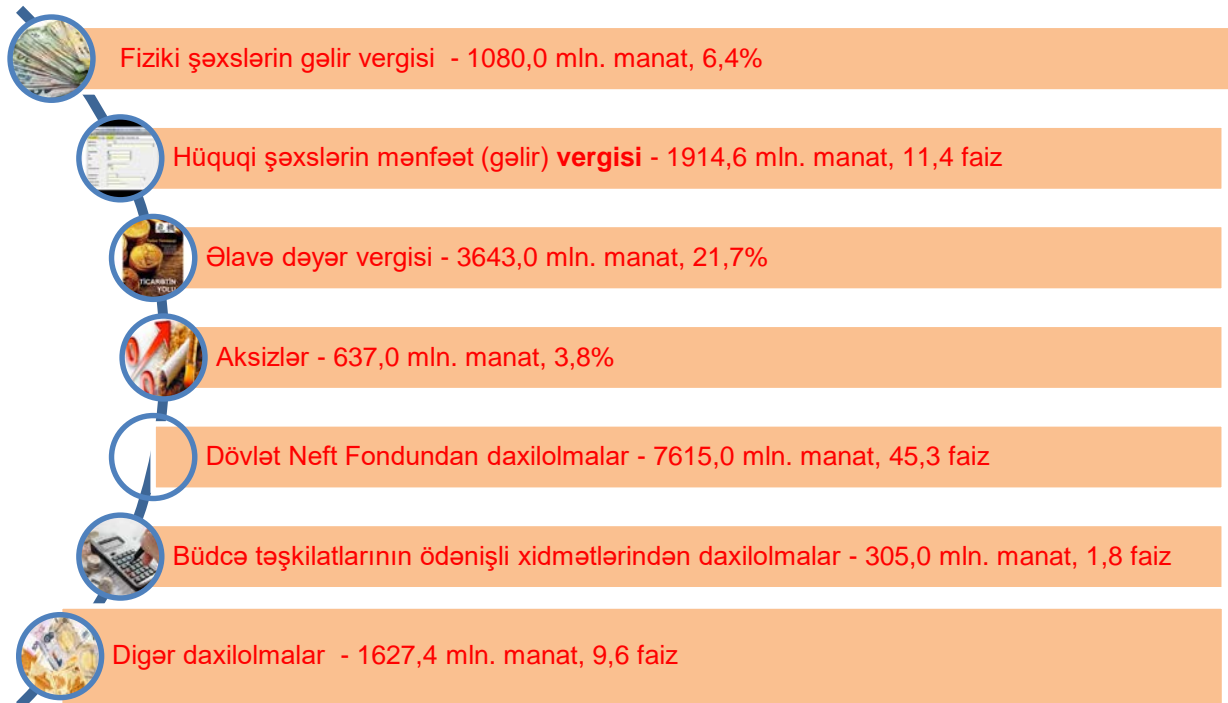 Fiziki şəxslərin gəlir vergisi - 1080,0 mln. manat, 6,4%
Hüquqi şəxslərin mənfəət (gəlir) vergisi - 1914,6 mln. manat, 11,4 faiz
Əlavə dəyər vergisi - 3643,0 mln. manat, 21,7%
TİCARƏTİN
YOLU
Aksizlər - 637,0 mln. manat, 3,8%
Dövlət Neft Fondundan daxilolmalar - 7615,0 mln. manat, 45,3 faiz
Büdcə təşkilatlarının ödənişli xidmətlərindən daxilolmalar - 305,0 mln. manat, 1,8 faiz
Digər daxilolmalar - 1627,4 mln. manat, 9,6 faiz